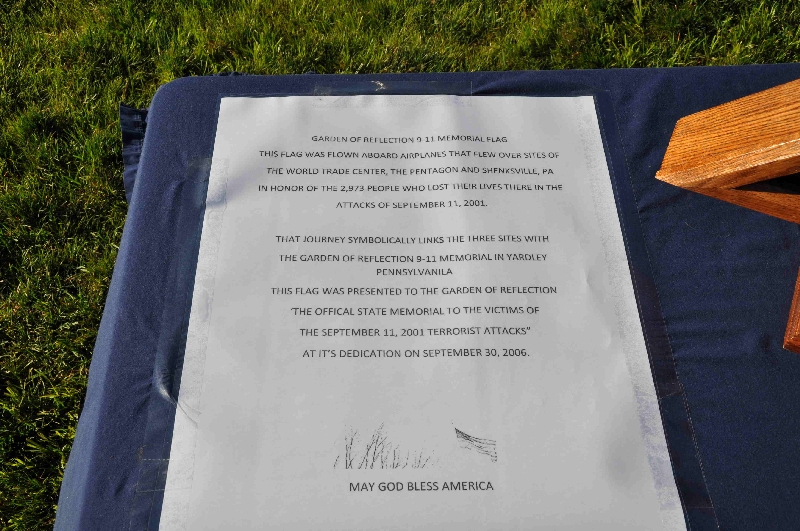 GARDEN OF REFLECTION 9-11 MEMORIAL FLAG
THIS FLAG WAS FLOWN ABOARD AIRPLANES THAT FLEW OVER SITES OF
THE WORLD TRADE CENTER, THE PENTAGON AND SHENKSVILLE, PA
IN HONOR OF THE 2,973 PEOPLE WHO LOST THEIR LIVES THERE IN THE
ATTACKS OF SEPTEMBER 11, 2001.
THAT JOURNEY SYMBOLICALLY LINKS THE THREE SITES WITH
THE GARDEN OF REFLECTION 9-11 MEMORIAL IN YARDLEY
PENNSYLVANILA
THIS FLAG WAS PRESENTED TO THE GARDEN OF REFLECTION
'THE OFFICAL STATE MEMORIAL TO THE VICTIMS OF
THE SEPTEMBER 11, 2001 TERRORIST ATTACKS"
AT IT'S DEDICATION ON SEPTEMBER 30, 2006.
MAY GOD BLESS AMERICA